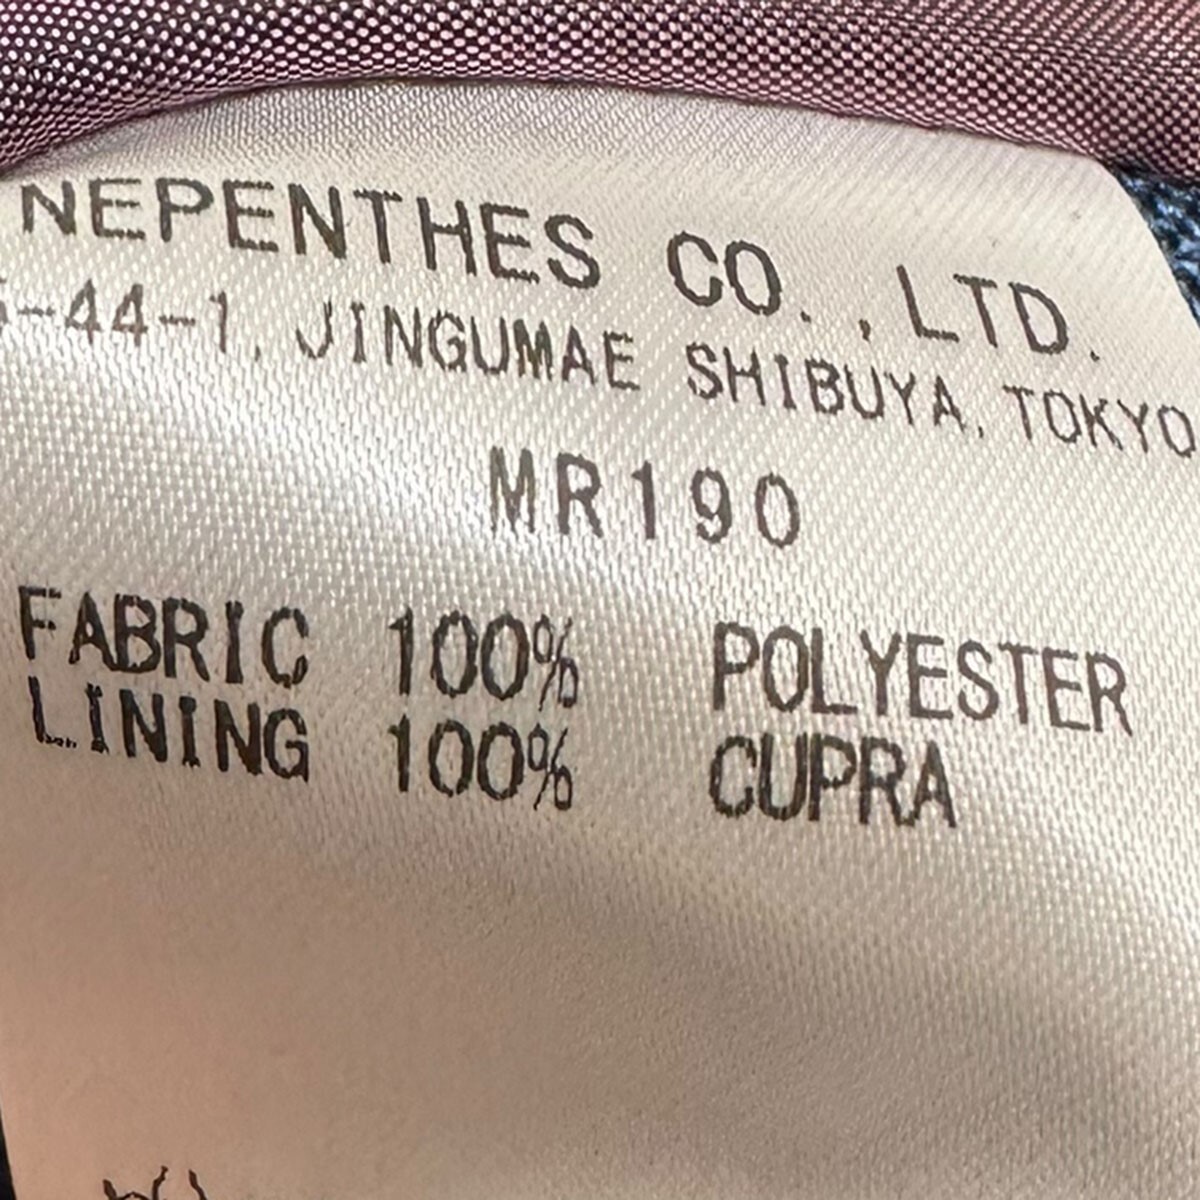 NEPENTHES CO.,LTD.
-44-1, JINGUMAE SHIBUYA, TOKYO
MR190
FABRIC 100% POLYESTER
LINING 100% CUPRA